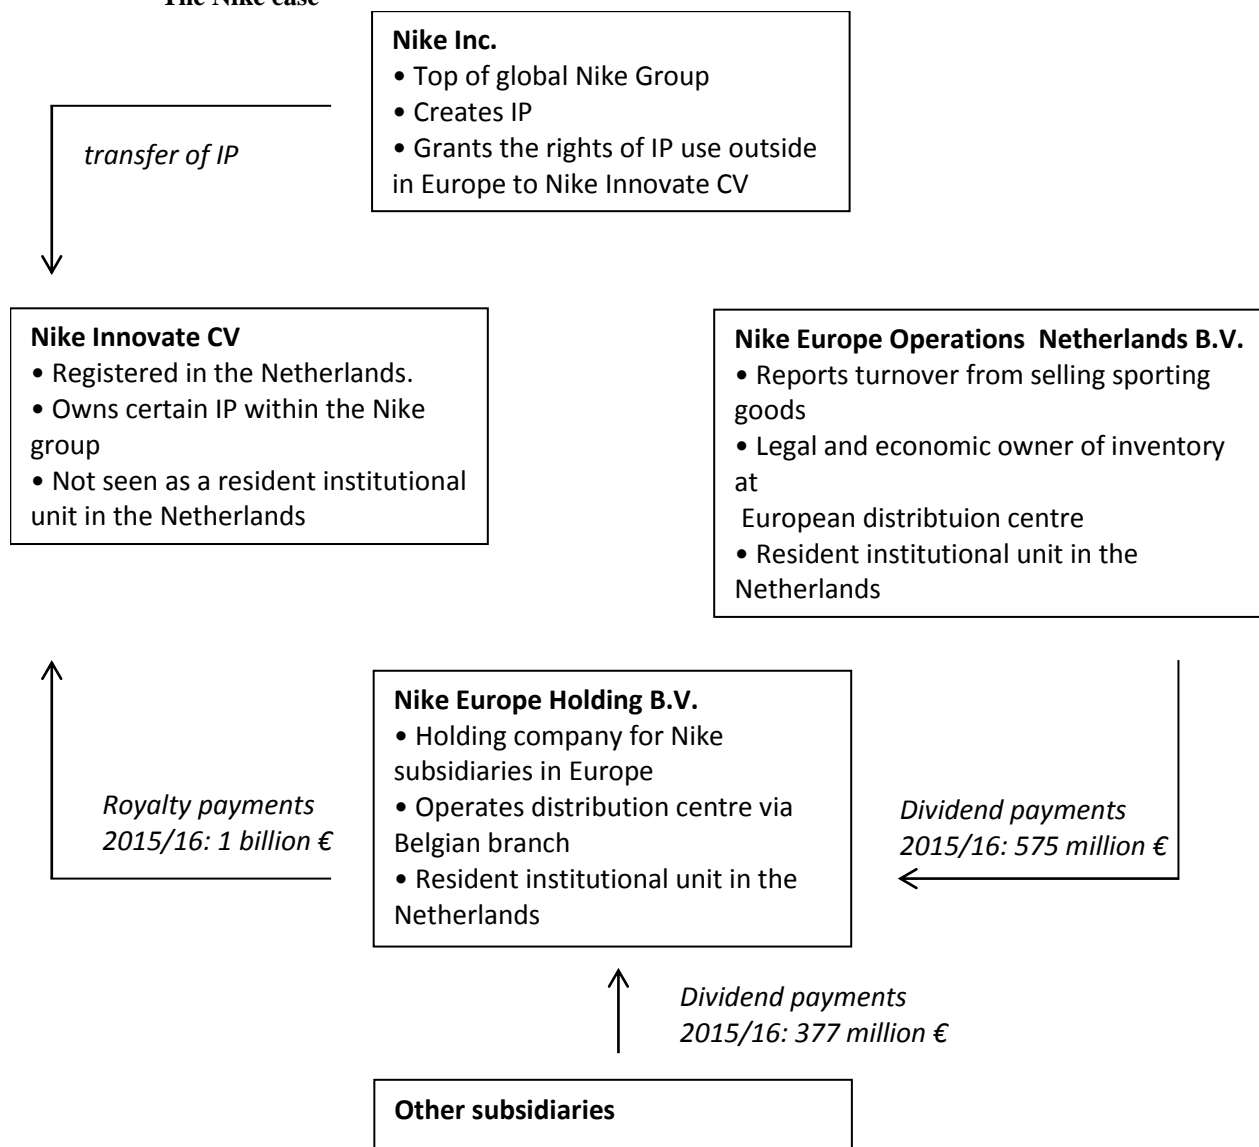 The Nike case
Nike Inc.
• Top of global Nike Group
• Creates IP
• Grants the rights of IP use outside
in Europe to Nike Innovate CV
transfer of IP
Nike Innovate CV
• Registered in the Netherlands.
• Owns certain IP within the Nike
group
• Not seen as a resident institutional
unit in the Netherlands
Nike Europe Operations Netherlands B.V.
• Reports turnover from selling sporting
goods
• Legal and economic owner of inventory
at
European distribtuion centre
• Resident institutional unit in the
Netherlands
Nike Europe Holding B.V.
• Holding company for Nike
subsidiaries in Europe
• Operates distribution centre via
Belgian branch
• Resident institutional unit in the
Netherlands
Royalty payments
2015/16: 1 billion €
Dividend payments
2015/16: 575 million €
Dividend payments
2015/16: 377 million €
Other subsidiaries